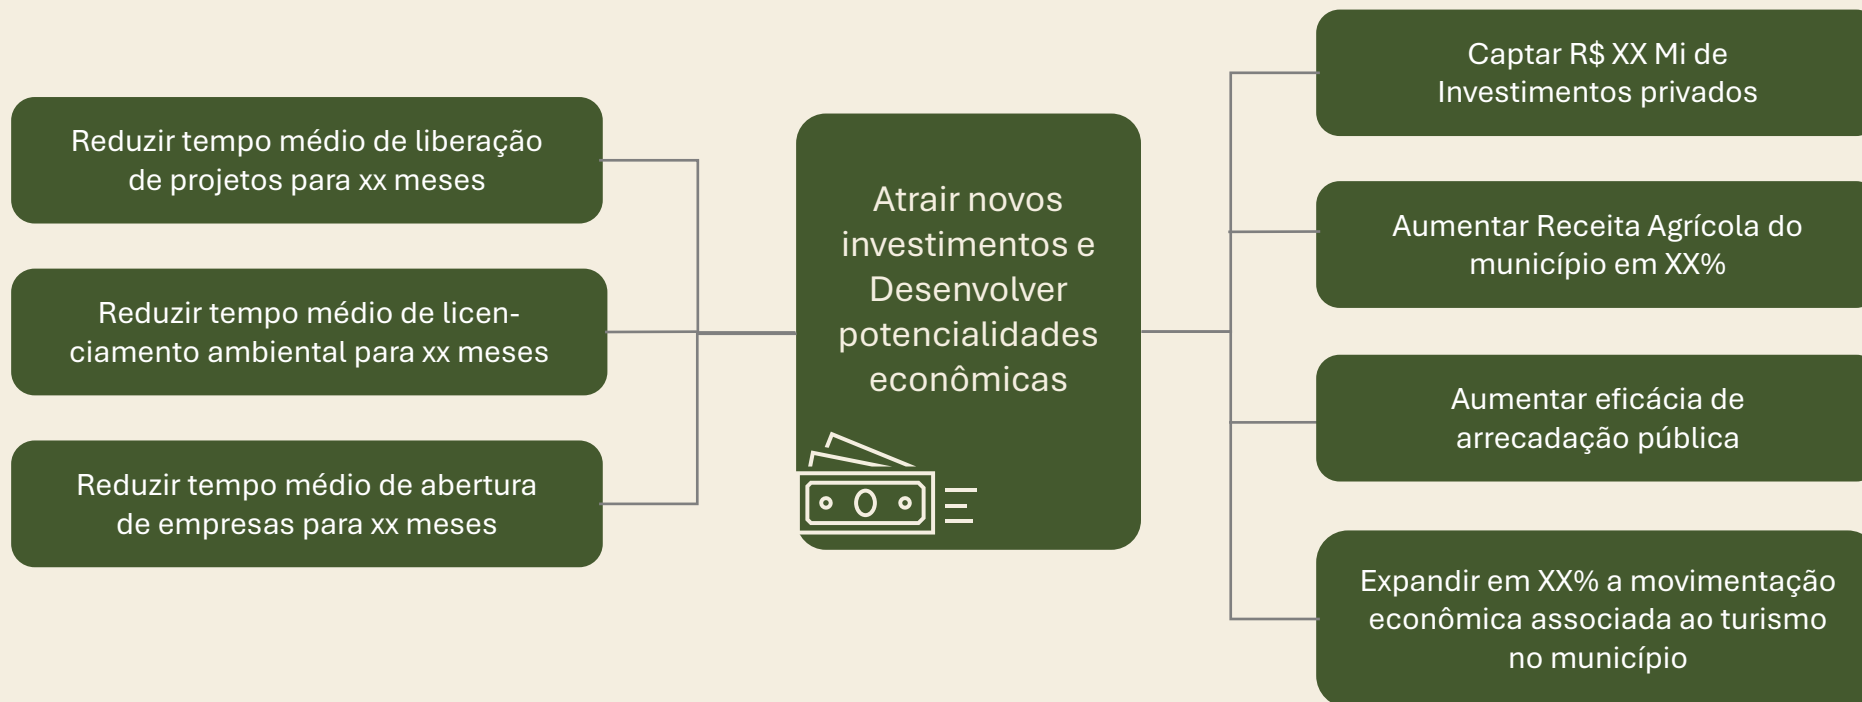 Reduzir tempo médio de liberação
de projetos para xx meses
Reduzir tempo médio de licen-
ciamento ambiental para xx meses
Reduzir tempo médio de abertura
de empresas para xx meses
Atrair novos
investimentos e
Desenvolver
potencialidades
econômicas
Captar R$ XX Mi de
Investimentos privados
Aumentar Receita Agrícola do
município em XX%
Aumentar eficácia de
arrecadação pública
Expandir em XX% a movimentação
econômica associada ao turismo
no município